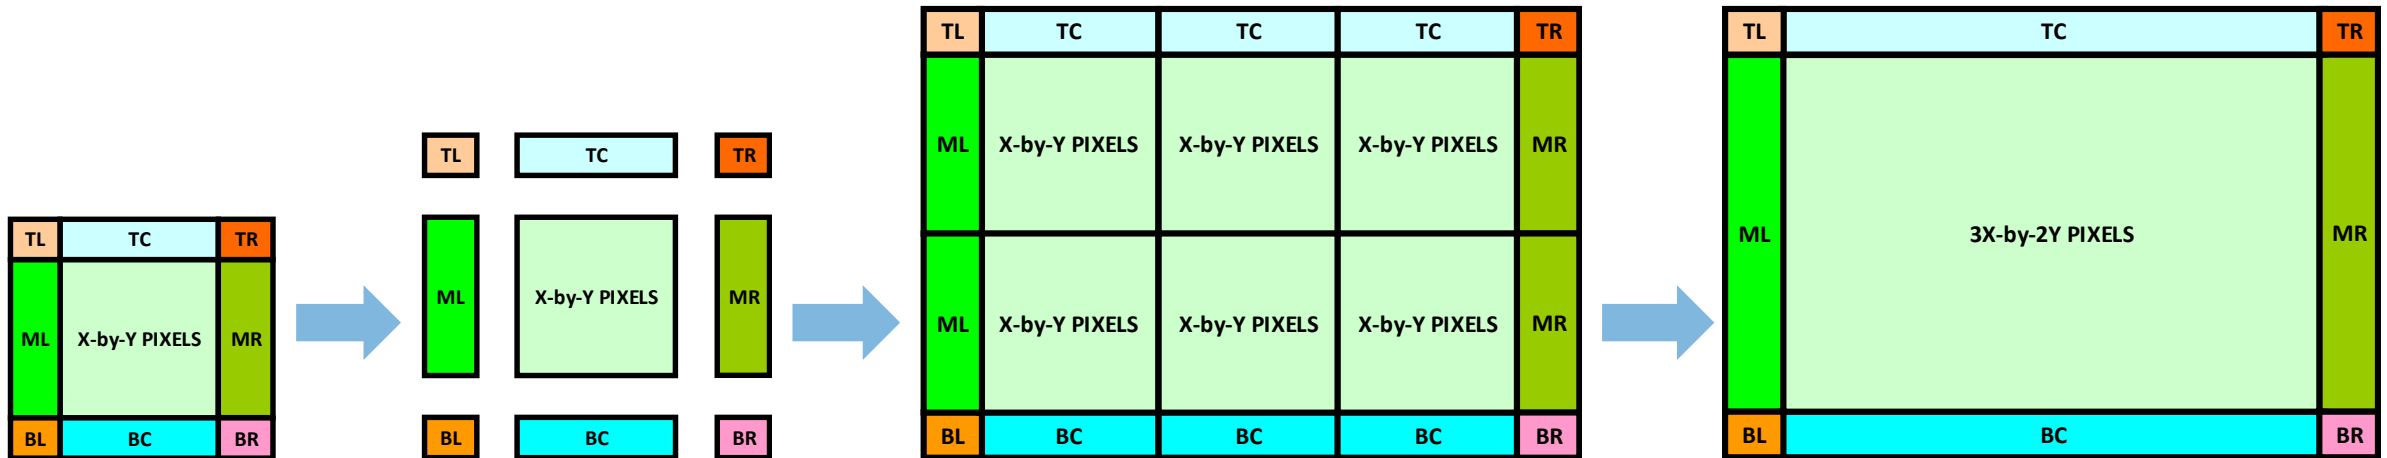 TL TC TR
ML X-by-Y PIXELS MR
BL BC BR
TL TC TR
ML X-by-Y PIXELS MR
BL BC BR
TL TC TC TC TR
ML X-by-Y PIXELS X-by-Y PIXELS X-by-Y PIXELS MR
ML X-by-Y PIXELS X-by-Y PIXELS X-by-Y PIXELS MR
BL BC BC BC BR
TL TC TR
ML 3X-by-2Y PIXELS MR
BL BC BR